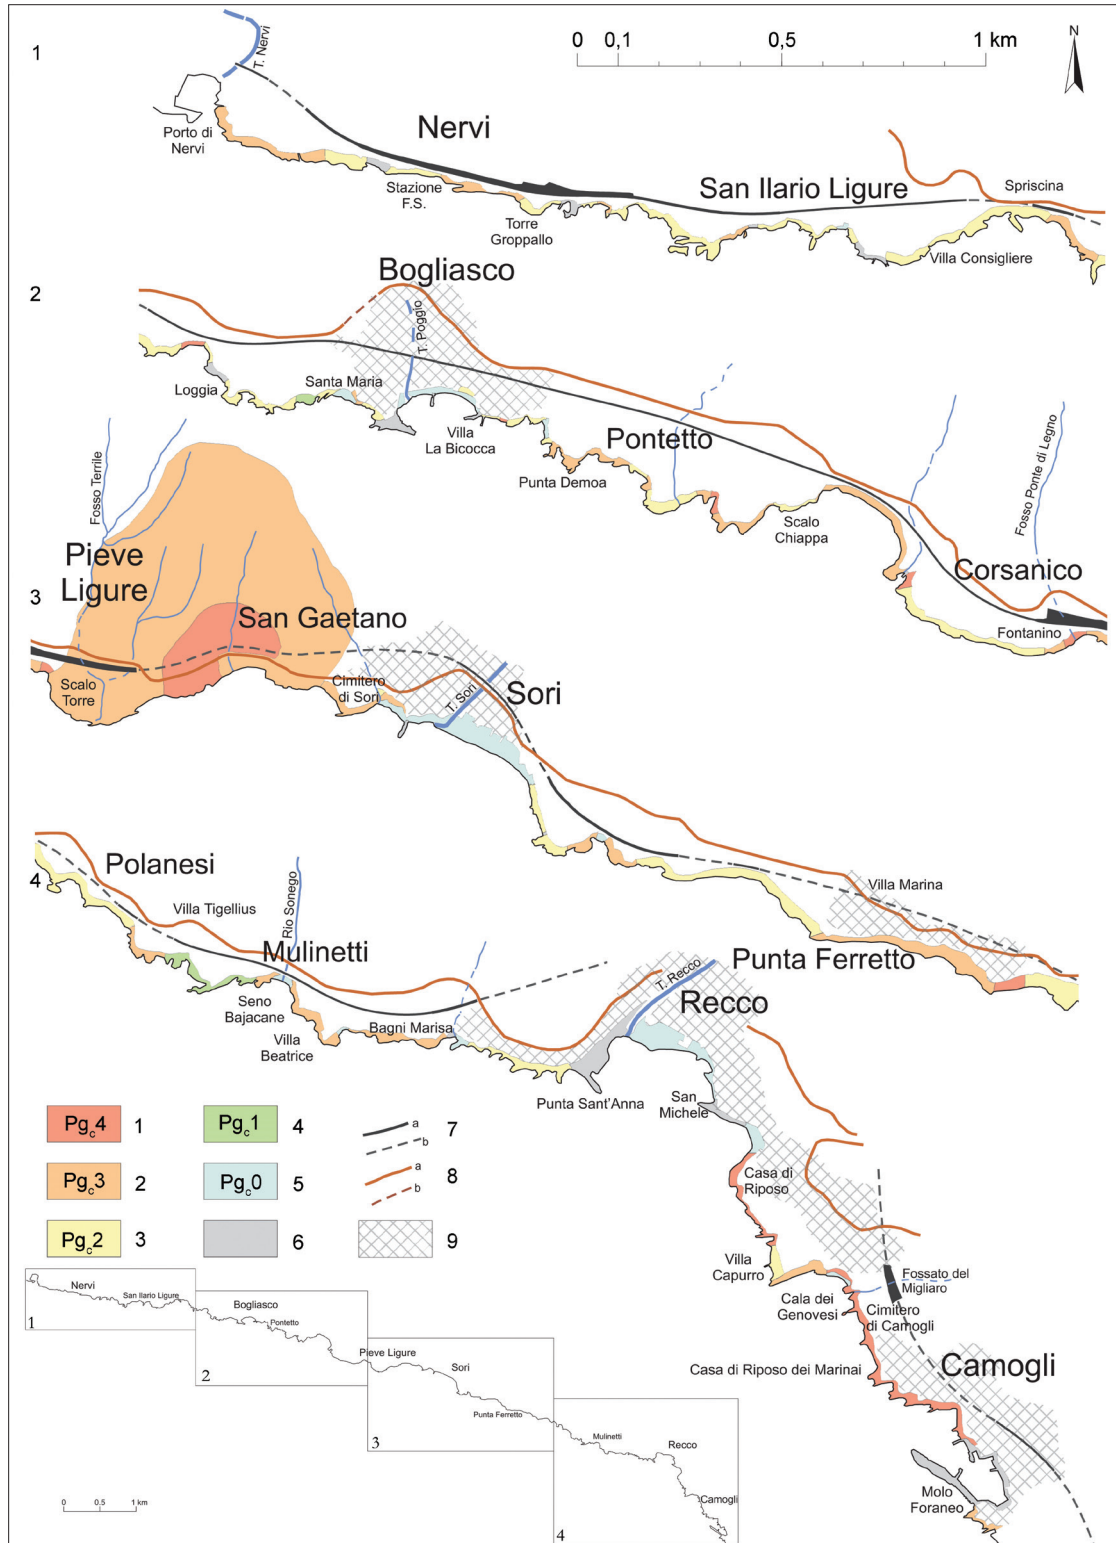 1
T. Nervi
0 0,1 0,5 1 km
N
Porto di
Nervi
Nervi
Stazione
F.S.
Torre
Groppallo
San Ilario Ligure
Spriscina
Villa Consigliere
2
Bogliasco
T. Poggio
Loggia
Santa Maria
Villa
La Bicocca
Punta Demoa
Pontetto
Scalo
Chiappa
Fosso Ponte di Legno
Corsanico
Fontanino
3
Fosso Terrile
Pieve
Ligure
San Gaetano
Scalo
Torre
Cimitero
di Sori
T. Sori
Sori
Villa Marina
Punta Ferretto
4
Polanesi
Villa Tigellius
Rio Sonego
Mulinetti
Seno
Bajacane
Villa
Beatrice
Bagni Marisa
T. Recco
Recco
Punta Sant'Anna
San
Michele
Casa di
Riposo
Villa
Capurro
Cala dei
Genovesi
Fossato del
Migliaro
Cimitero
di Camogli
Casa di Riposo dei Marinai
Camogli
Molo
Foraneo
Pgc4 1
Pgc3 2
Pgc2 3
Pgc1 4
Pgc0 5
6
a
b
7
a
b
8
9
Nervi
San Ilario Ligure
1
Bogliasco
Pontetto
2
Pieve Ligure
Sori
Punta Ferretto
3
Mulinetti
Recco
Camogli
4
0 0.5 1 km